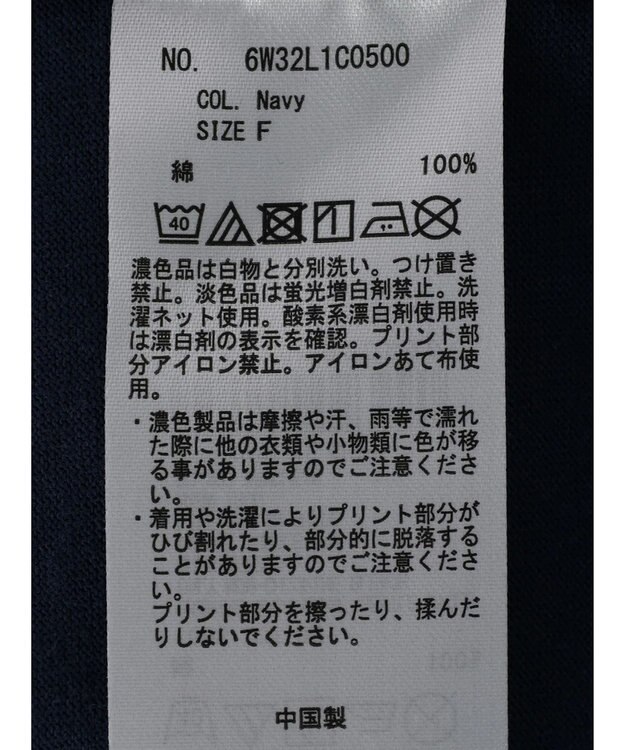 NO. 6W32L1C0500
COL. Navy
SIZE F
綿 100%
40
濃色品は白物と分別洗い。つけ置き
禁止。淡色品は蛍光増白剤禁止。洗
濯ネット使用。酸素系漂白剤使用時
は漂白剤の表示を確認。プリント部
分アイロン禁止。アイロンあて布使
用。
・濃色製品は摩擦や汗、雨等で濡れ
た際に他の衣類や小物類に色が移
る事がありますのでご注意くださ
い。
・着用や洗濯によりプリント部分が
ひび割れたり、部分的に脱落する
ことがありますのでご注意くださ
い。
プリント部分を擦ったり、揉んだ
りしないでください。
中国製